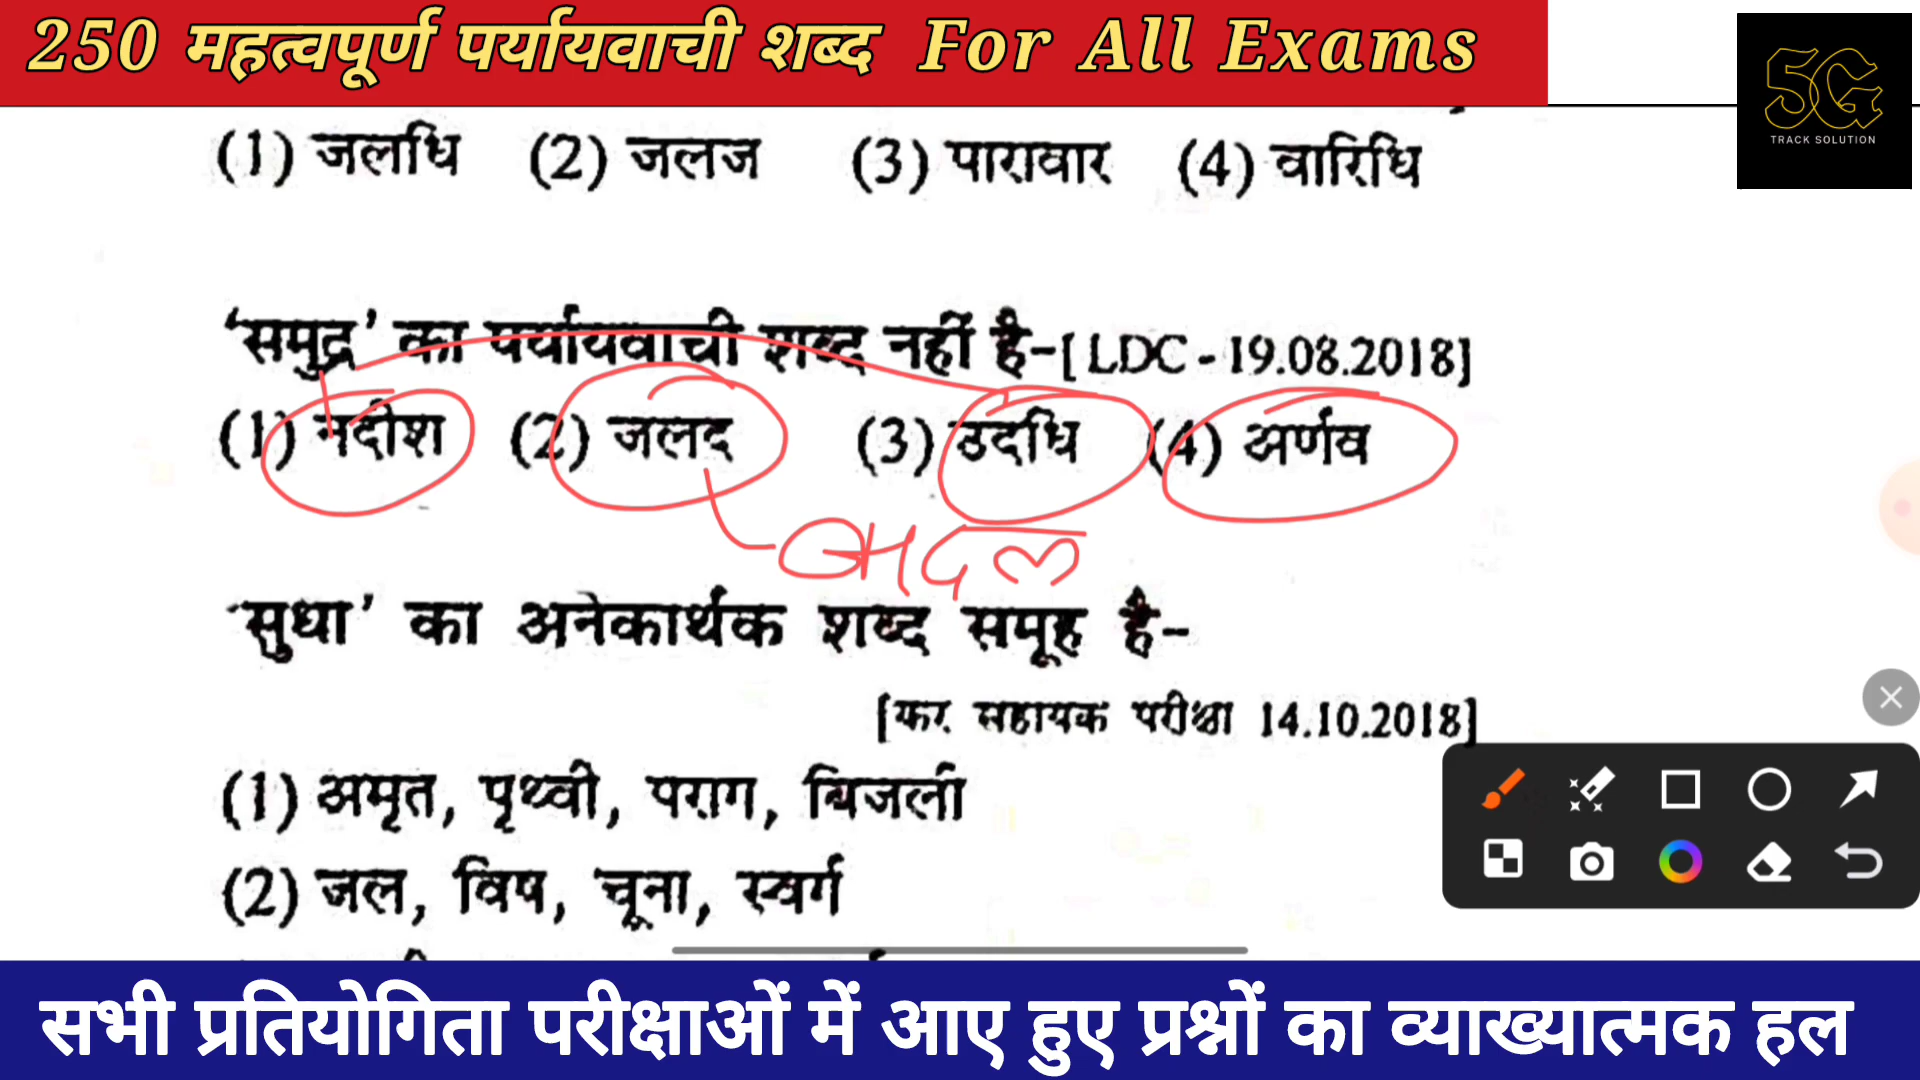 250 महत्वपूर्ण पर्यायवाची शब्द For All Exams
5G
TRACK SOLUTION
(1) जलधि (2) जलज (3) पारावार (4) वारिधि
‘समुद्र’ का पर्यायवाची शब्द नहीं है–[LDC - 19.08.2018]
(1) नदीश (2) जलद (3) उदधि (4) अर्णव
बादल
‘सुधा’ का अनेकार्थक शब्द समूह है–
[कर सहायक परीक्षा 14.10.2018]
(1) अमृत, पृथ्वी, पराग, बिजली
(2) जल, विष, चूना, स्वर्ग
सभी प्रतियोगिता परीक्षाओं में आए हुए प्रश्नों का व्याख्यात्मक हल